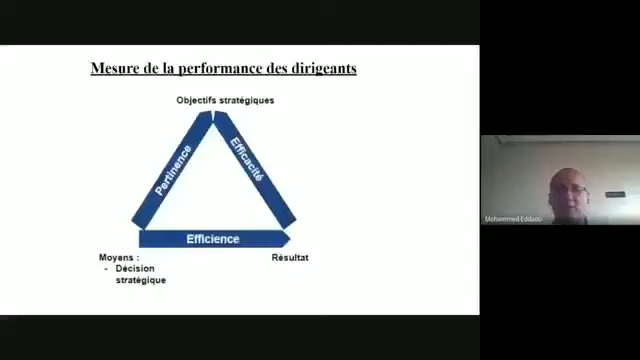 Mesure de la performance des dirigeants
Objectifs stratégiques
Pertinence
Efficacité
Efficience
Moyens :
- Décision
stratégique
Résultat
Mohammed Eddaou